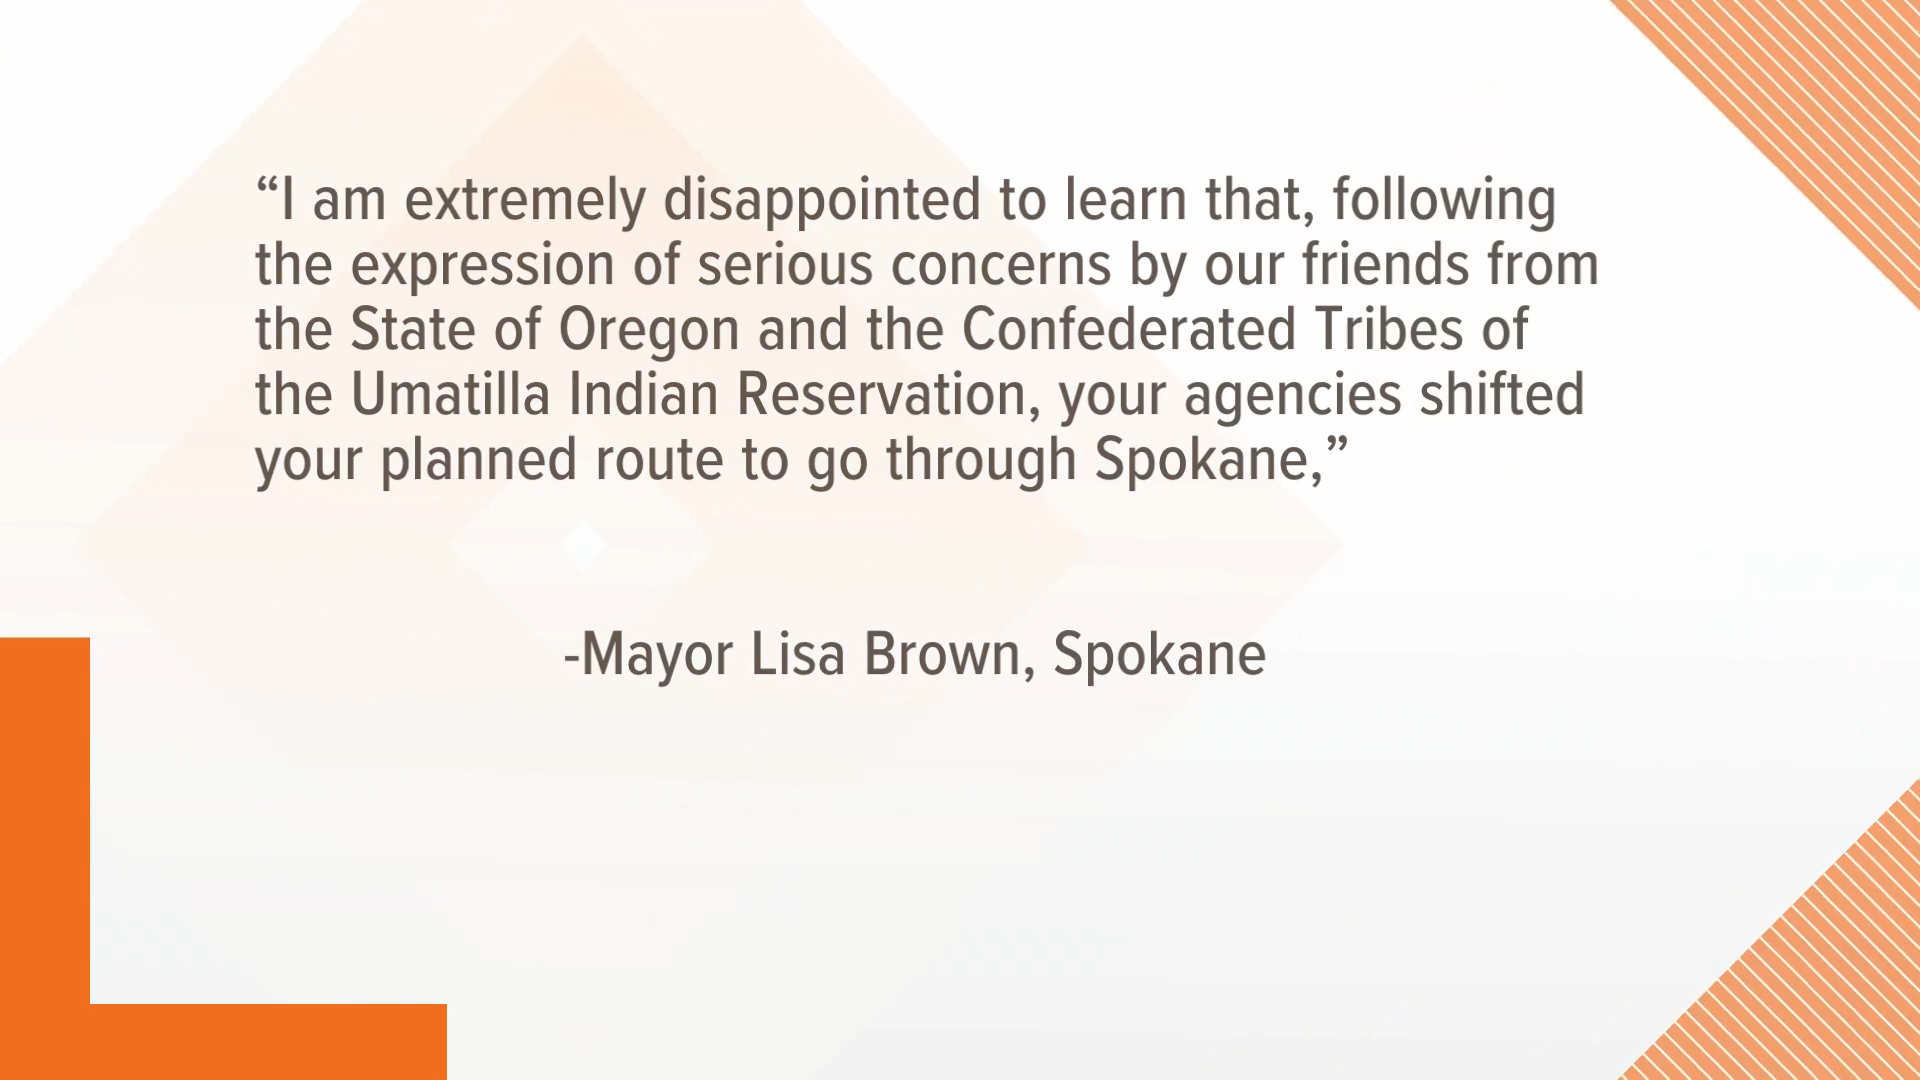 “I am extremely disappointed to learn that, following
the expression of serious concerns by our friends from
the State of Oregon and the Confederated Tribes of
the Umatilla Indian Reservation, your agencies shifted
your planned route to go through Spokane,”
-Mayor Lisa Brown, Spokane